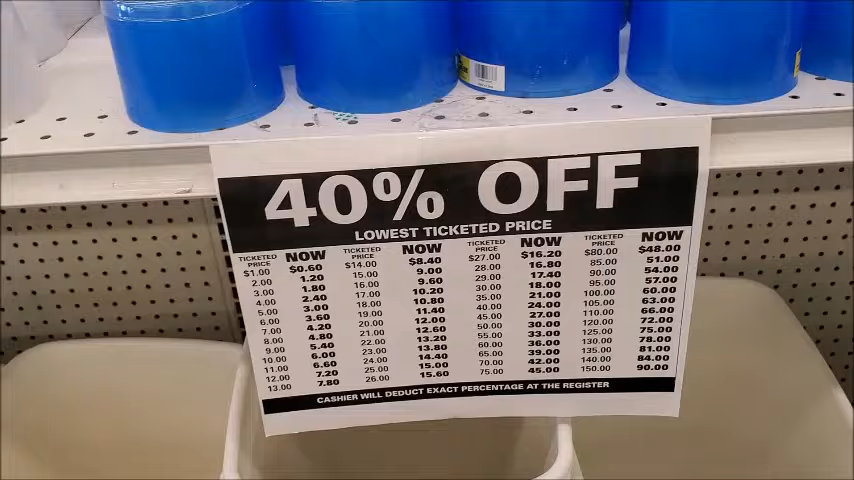 40% OFF
LOWEST TICKETED PRICE
TICKETED PRICE NOW TICKETED PRICE NOW TICKETED PRICE NOW TICKETED PRICE NOW
$1.00 $0.60 $14.00 $8.40 $27.00 $16.20 $80.00 $48.00
2.00 1.20 15.00 9.00 28.00 16.80 85.00 51.00
3.00 1.80 16.00 9.60 29.00 17.40 90.00 54.00
4.00 2.40 17.00 10.20 30.00 18.00 95.00 57.00
5.00 3.00 18.00 10.80 35.00 21.00 100.00 60.00
6.00 3.60 19.00 11.40 40.00 24.00 105.00 63.00
7.00 4.20 20.00 12.00 45.00 27.00 110.00 66.00
8.00 4.80 21.00 12.60 50.00 30.00 120.00 72.00
9.00 5.40 22.00 13.20 55.00 33.00 125.00 75.00
10.00 6.00 23.00 13.80 60.00 36.00 130.00 78.00
11.00 6.60 24.00 14.40 65.00 39.00 135.00 81.00
12.00 7.20 25.00 15.00 70.00 42.00 140.00 84.00
13.00 7.80 26.00 15.60 75.00 45.00 150.00 90.00
CASHIER WILL DEDUCT EXACT PERCENTAGE AT THE REGISTER